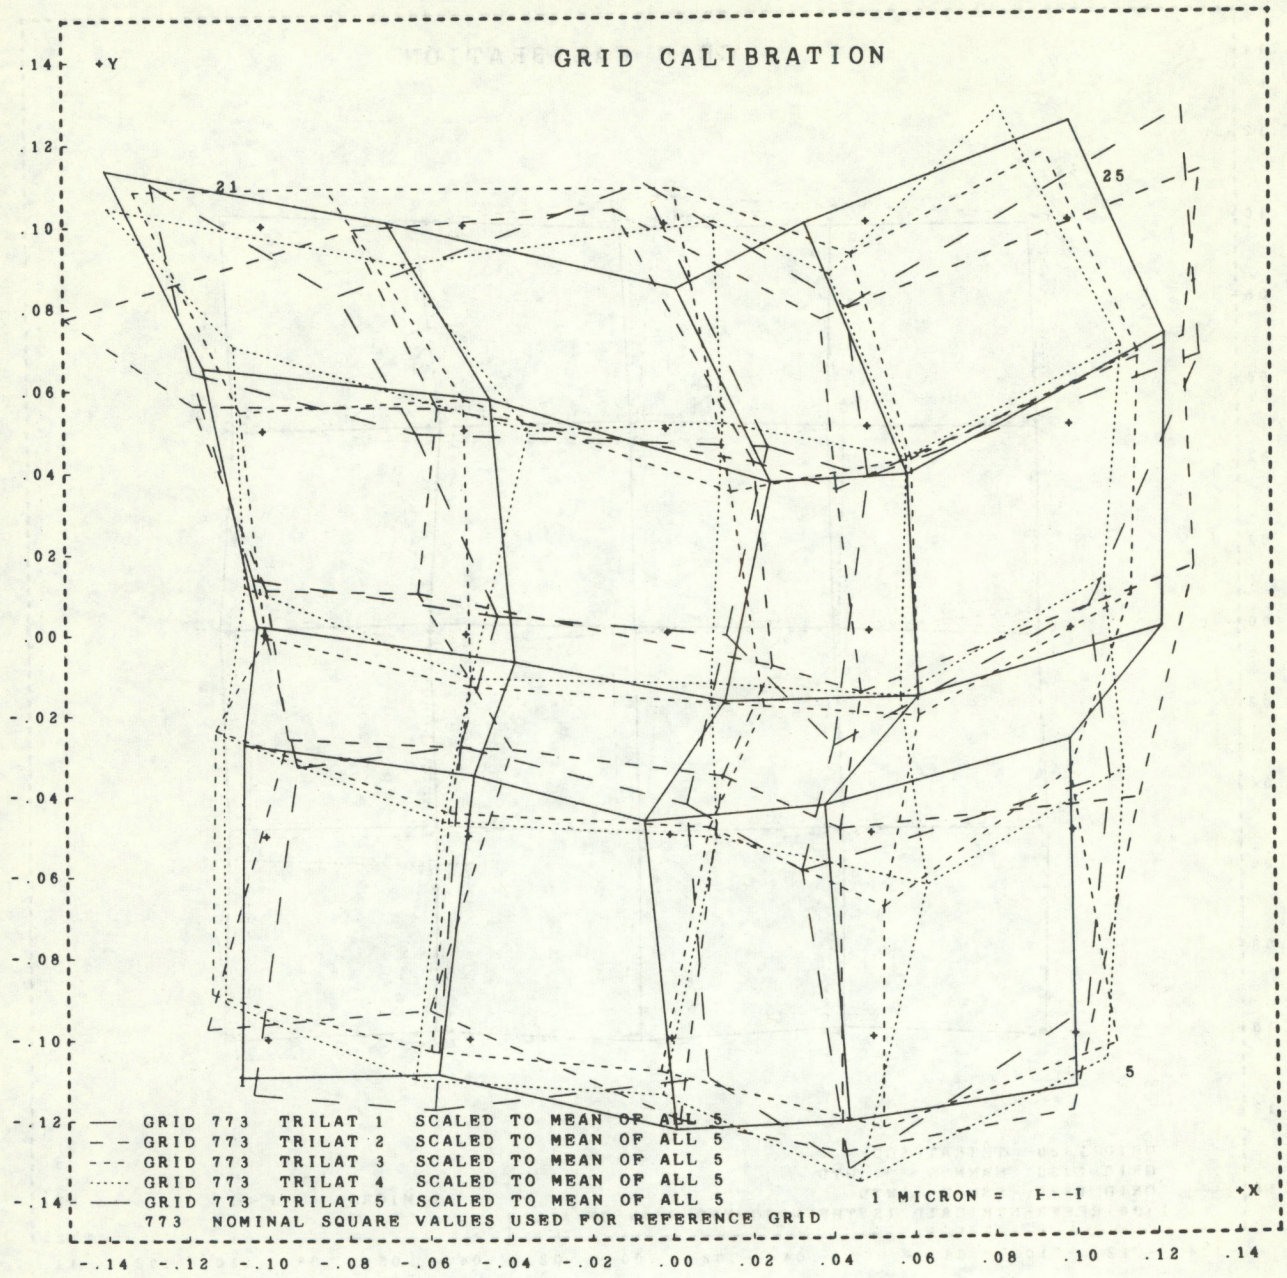 GRID CALIBRATION
+Y
.14
.12
.10
.08
.06
.04
.02
.00
-.02
-.04
-.06
-.08
-.10
-.12
-.14
21
25
5
GRID 773 TRILAT 1 SCALED TO MEAN OF ALL 5
GRID 773 TRILAT 2 SCALED TO MEAN OF ALL 5
GRID 773 TRILAT 3 SCALED TO MEAN OF ALL 5
GRID 773 TRILAT 4 SCALED TO MEAN OF ALL 5
GRID 773 TRILAT 5 SCALED TO MEAN OF ALL 5
773 NOMINAL SQUARE VALUES USED FOR REFERENCE GRID
1 MICRON = I---I
+X
-.14 -.12 -.10 -.08 -.06 -.04 -.02 .00 .02 .04 .06 .08 .10 .12 .14